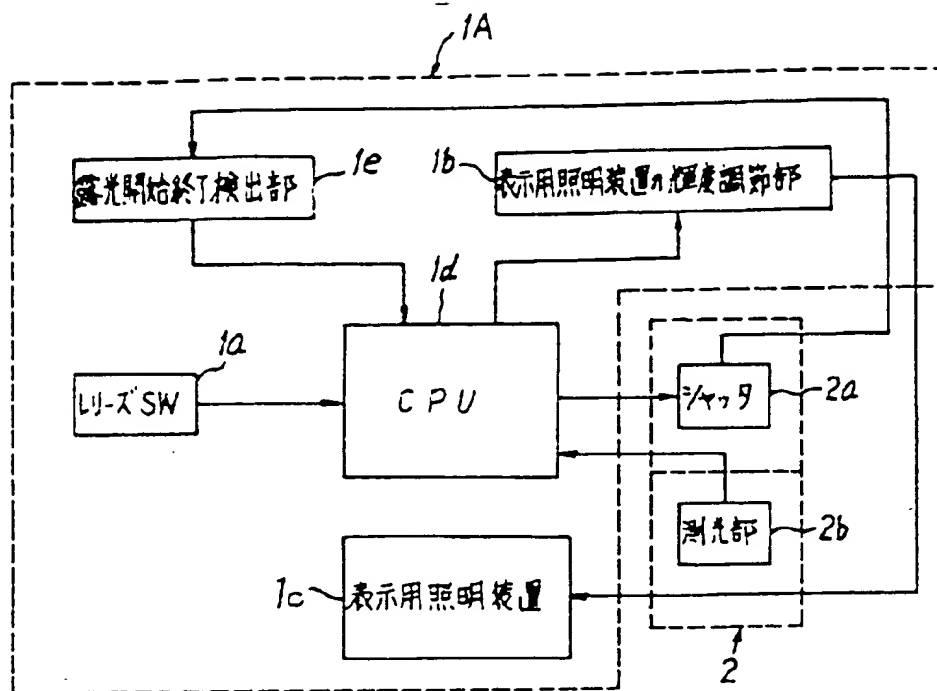 1A
露光開始終了検出部
1e
1b
表示用照明装置の輝度調節部
1d
1a
レリーズSW
CPU
シャッタ
2a
測光部
2b
1c
表示用照明装置
2